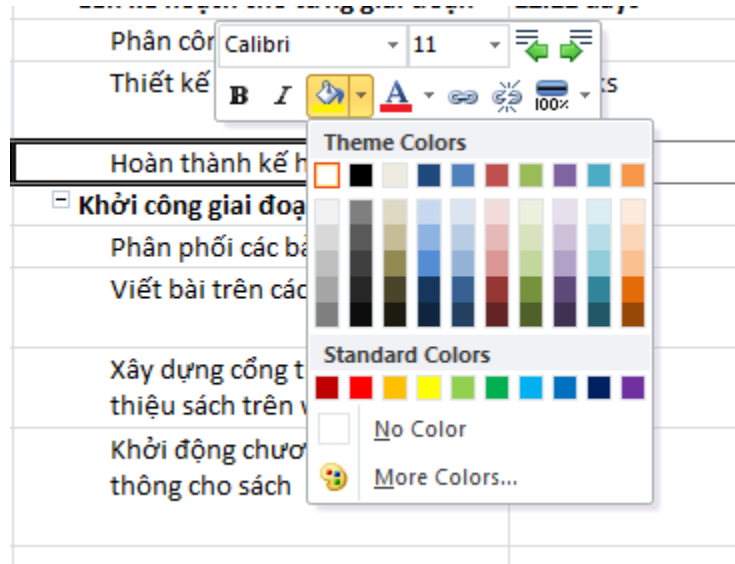 Phân côn
Calibri
11
Thiết kế
B I A 100%
ks
Theme Colors
Hoàn thành kế h
Khởi công giai đoạ
Phân phối các bả
Viết bài trên các
Standard Colors
Xây dựng cổng t
thiệu sách trên v
No Color
Khởi động chươ
More Colors...
thông cho sách